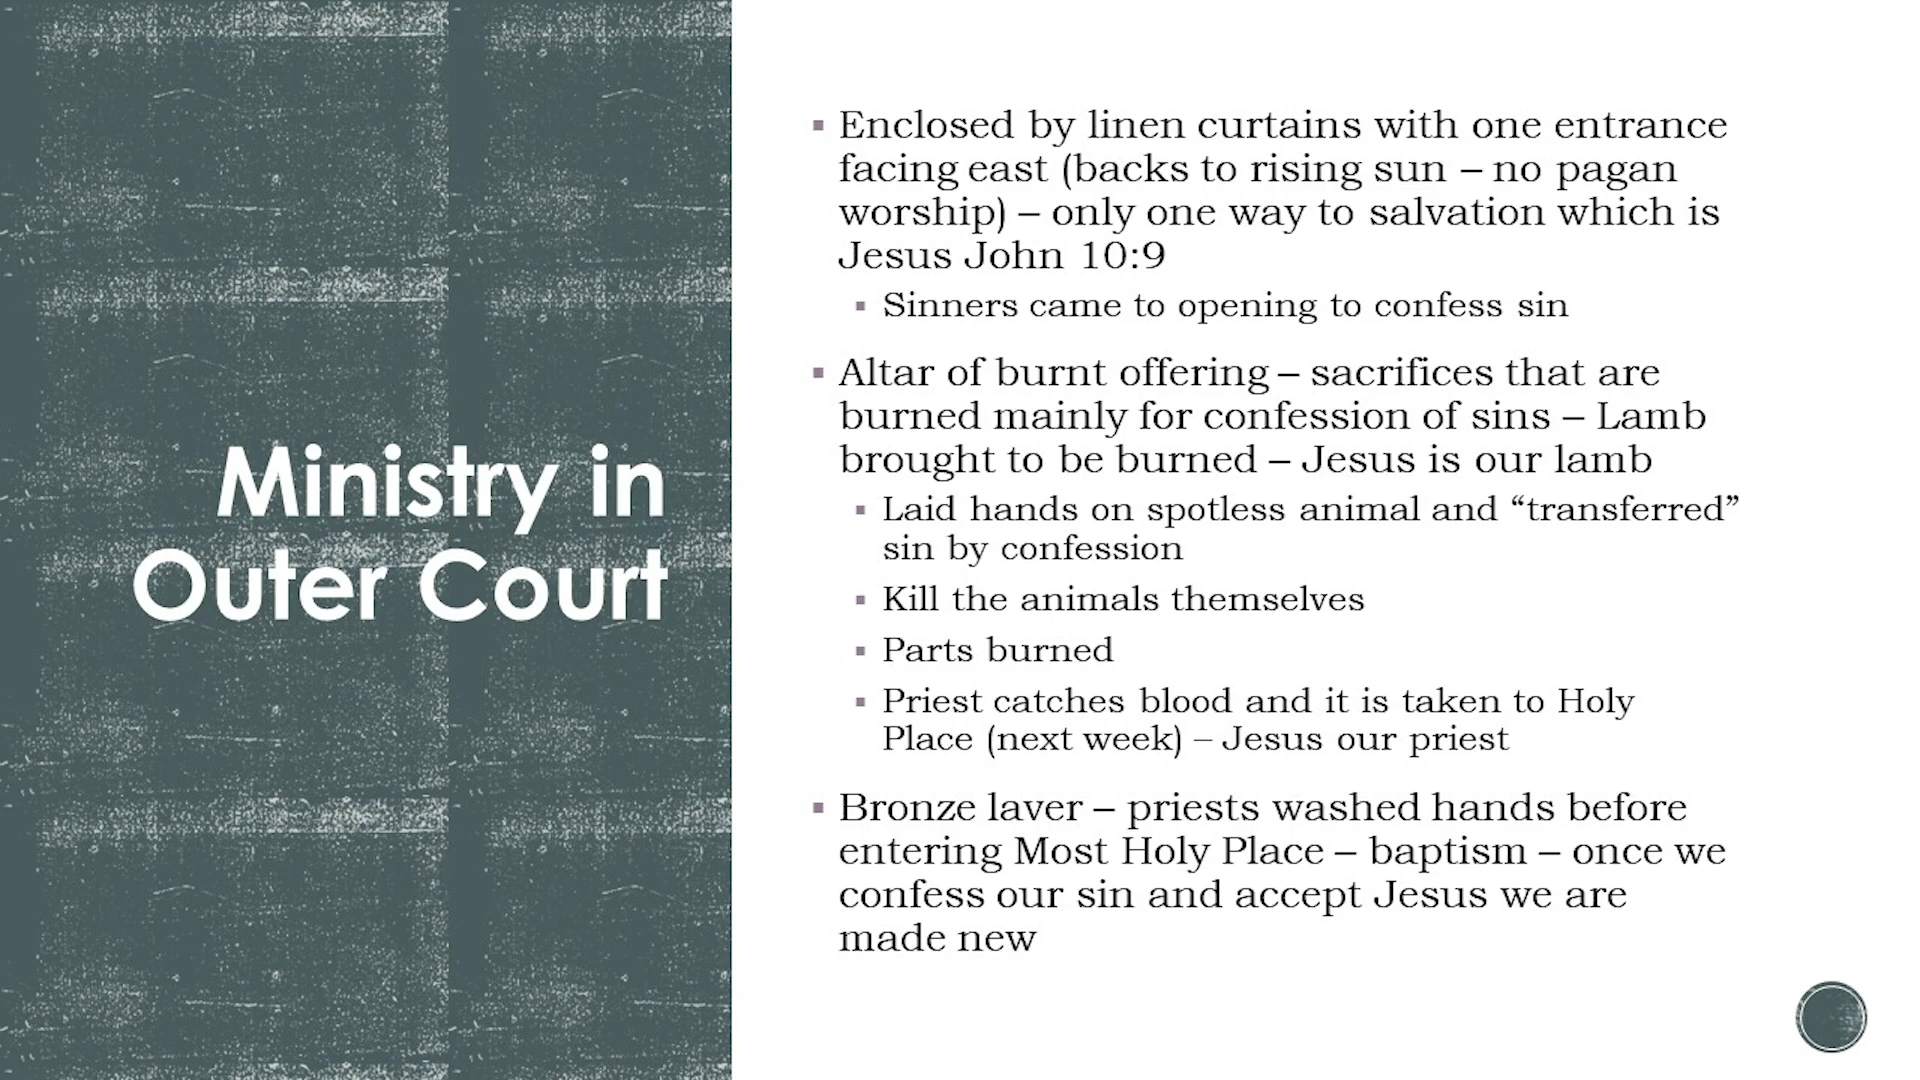 Ministry in
Outer Court
▪ Enclosed by linen curtains with one entrance
facing east (backs to rising sun – no pagan
worship) – only one way to salvation which is
Jesus John 10:9
▪ Sinners came to opening to confess sin
▪ Altar of burnt offering – sacrifices that are
burned mainly for confession of sins – Lamb
brought to be burned – Jesus is our lamb
▪ Laid hands on spotless animal and “transferred”
sin by confession
▪ Kill the animals themselves
▪ Parts burned
▪ Priest catches blood and it is taken to Holy
Place (next week) – Jesus our priest
▪ Bronze laver – priests washed hands before
entering Most Holy Place – baptism – once we
confess our sin and accept Jesus we are
made new